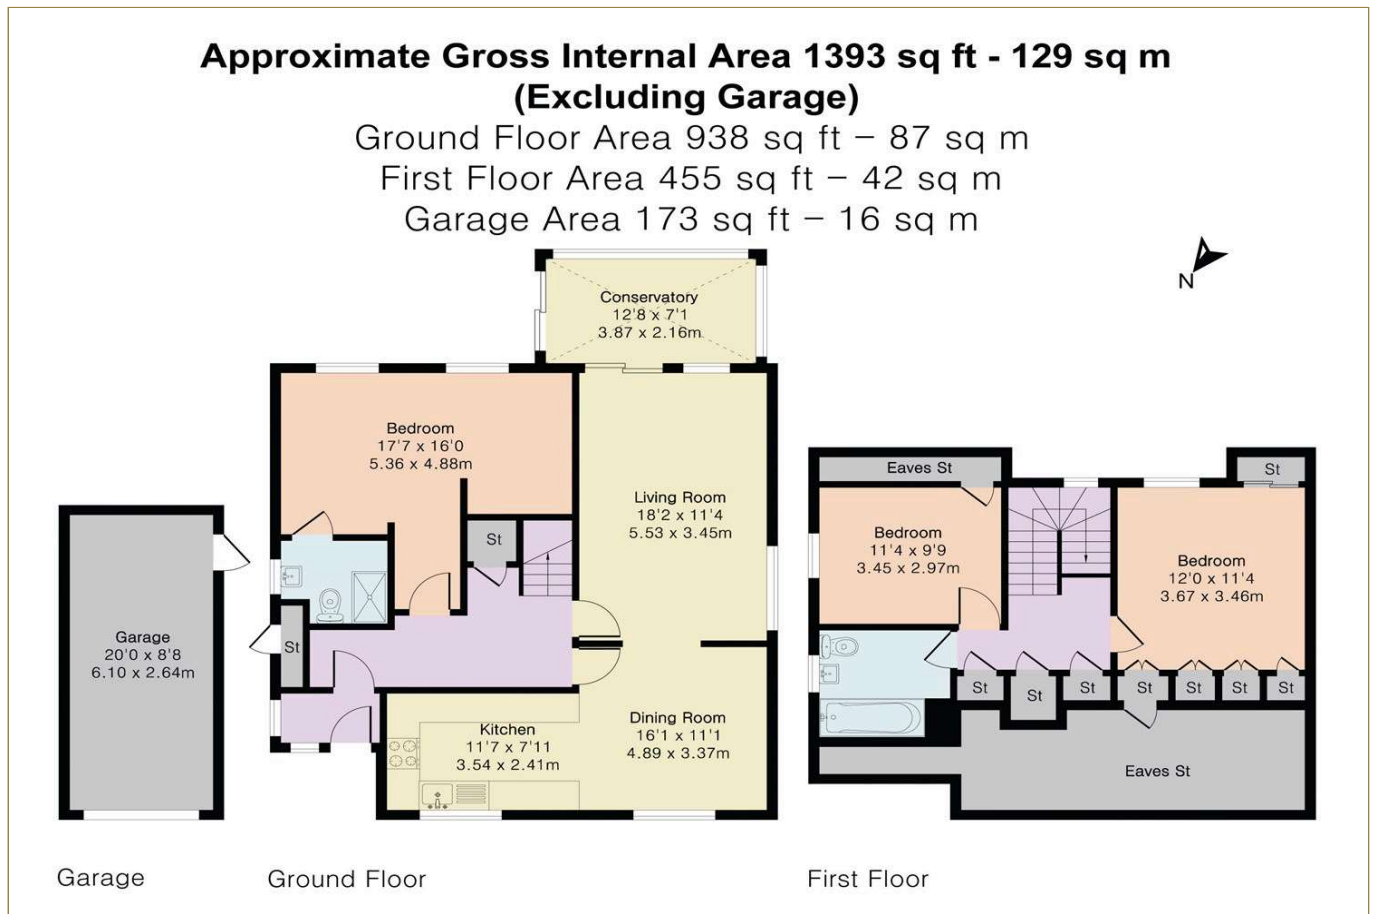 Approximate Gross Internal Area 1393 sq ft - 129 sq m
(Excluding Garage)
Ground Floor Area 938 sq ft – 87 sq m
First Floor Area 455 sq ft – 42 sq m
Garage Area 173 sq ft – 16 sq m
N
Conservatory
12'8 x 7'1
3.87 x 2.16m
Bedroom
17'7 x 16'0
5.36 x 4.88m
Living Room
18'2 x 11'4
5.53 x 3.45m
St
St
Kitchen
11'7 x 7'11
3.54 x 2.41m
Dining Room
16'1 x 11'1
4.89 x 3.37m
Garage
20'0 x 8'8
6.10 x 2.64m
Eaves St
St
Bedroom
11'4 x 9'9
3.45 x 2.97m
Bedroom
12'0 x 11'4
3.67 x 3.46m
St
St
St
St
St
St
St
Eaves St
Garage
Ground Floor
First Floor